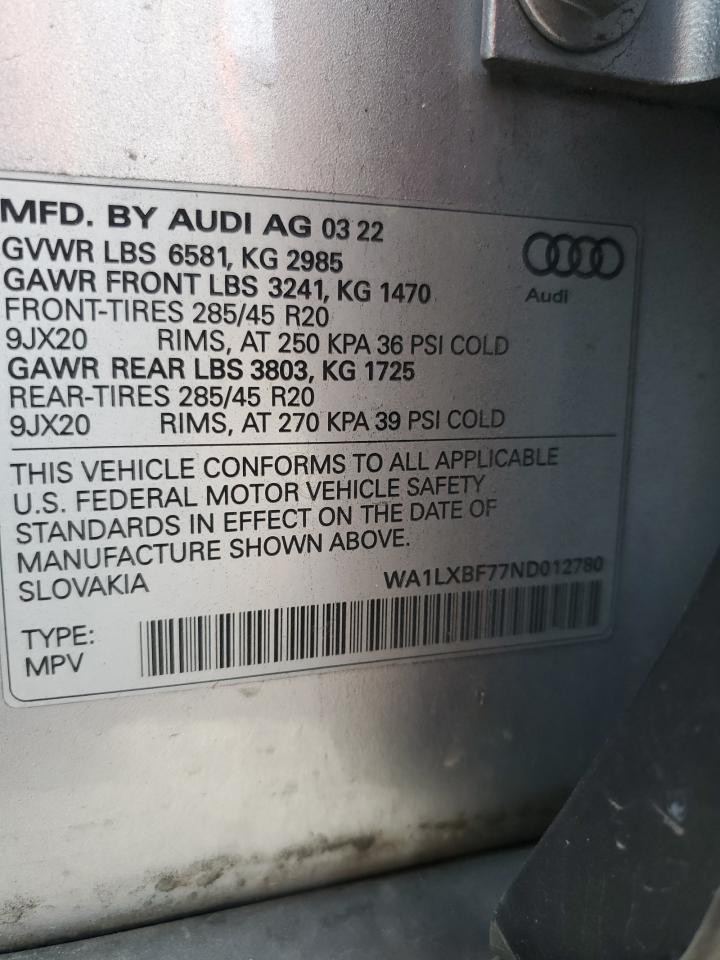 MFD. BY AUDI AG 03 22
GVWR LBS 6581, KG 2985
GAWR FRONT LBS 3241, KG 1470
FRONT-TIRES 285/45 R20
9JX20 RIMS, AT 250 KPA 36 PSI COLD
GAWR REAR LBS 3803, KG 1725
REAR-TIRES 285/45 R20
9JX20 RIMS, AT 270 KPA 39 PSI COLD
Audi
THIS VEHICLE CONFORMS TO ALL APPLICABLE
U.S. FEDERAL MOTOR VEHICLE SAFETY
STANDARDS IN EFFECT ON THE DATE OF
MANUFACTURE SHOWN ABOVE.
SLOVAKIA WA1LXBF77ND012780
TYPE:
MPV